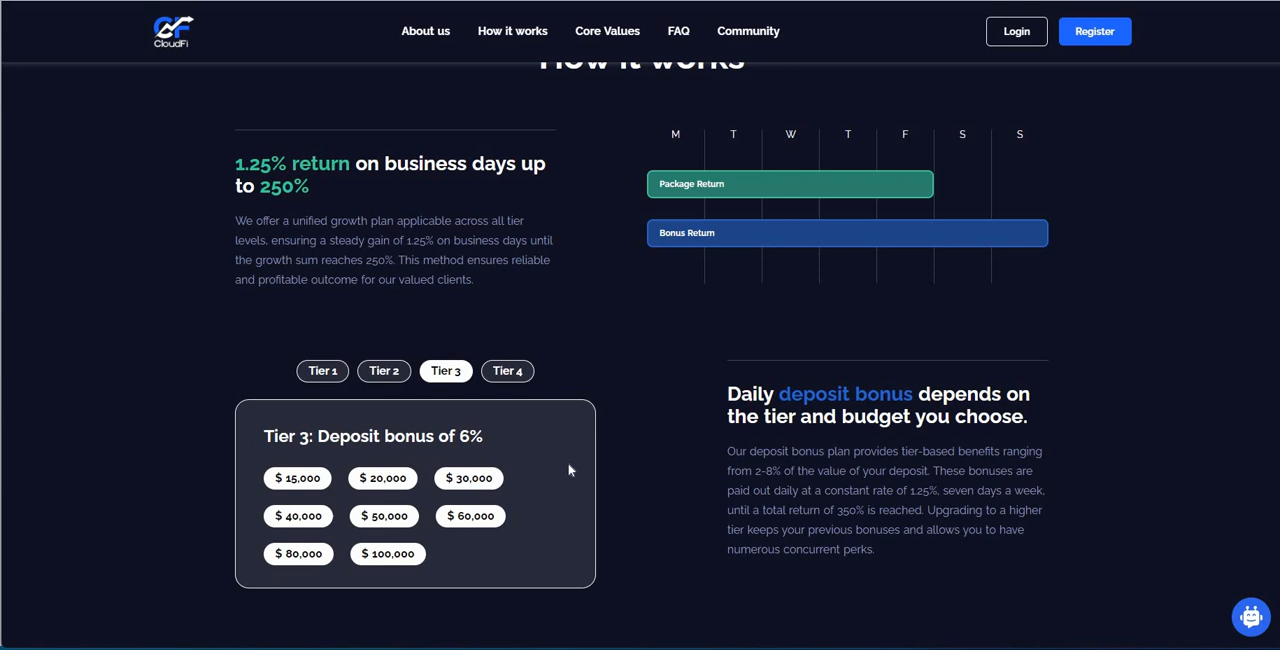 CF
CloudFi
About us How it works Core Values FAQ Community
Login Register
How it works
M T W T F S S
1.25% return on business days up
to 250%
We offer a unified growth plan applicable across all tier
levels, ensuring a steady gain of 1.25% on business days until
the growth sum reaches 250%. This method ensures reliable
and profitable outcome for our valued clients.
Package Return
Bonus Return
Tier 1 Tier 2 Tier 3 Tier 4
Tier 3: Deposit bonus of 6%
$ 15,000 $ 20,000 $ 30,000
$ 40,000 $ 50,000 $ 60,000
$ 80,000 $ 100,000
Daily deposit bonus depends on
the tier and budget you choose.
Our deposit bonus plan provides tier-based benefits ranging
from 2-8% of the value of your deposit. These bonuses are
paid out daily at a constant rate of 1.25%, seven days a week,
until a total return of 350% is reached. Upgrading to a higher
tier keeps your previous bonuses and allows you to have
numerous concurrent perks.